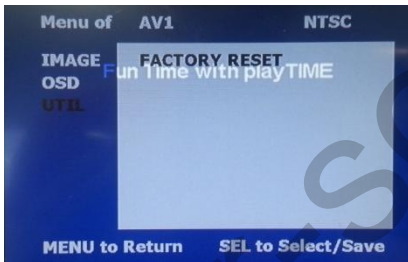 Menu of AV1 NTSC
IMAGE FACTORY RESET
Fun Time with playTIME
OSD
UTIL
MENU to Return SEL to Select/Save